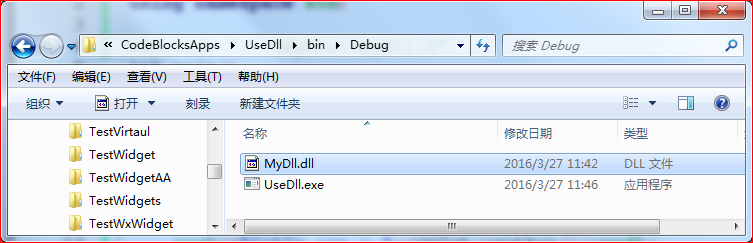 using namespace std;
« CodeBlocksApps ▸ UseDll ▸ bin ▸ Debug
搜索 Debug
文件(F) 编辑(E) 查看(V) 工具(T) 帮助(H)
组织 打开 刻录 新建文件夹
TestVirtaul
TestWidget
TestWidgetAA
TestWidgets
TestWxWidget
名称 修改日期 类型
MyDll.dll 2016/3/27 11:42 DLL 文件
UseDll.exe 2016/3/27 11:46 应用程序